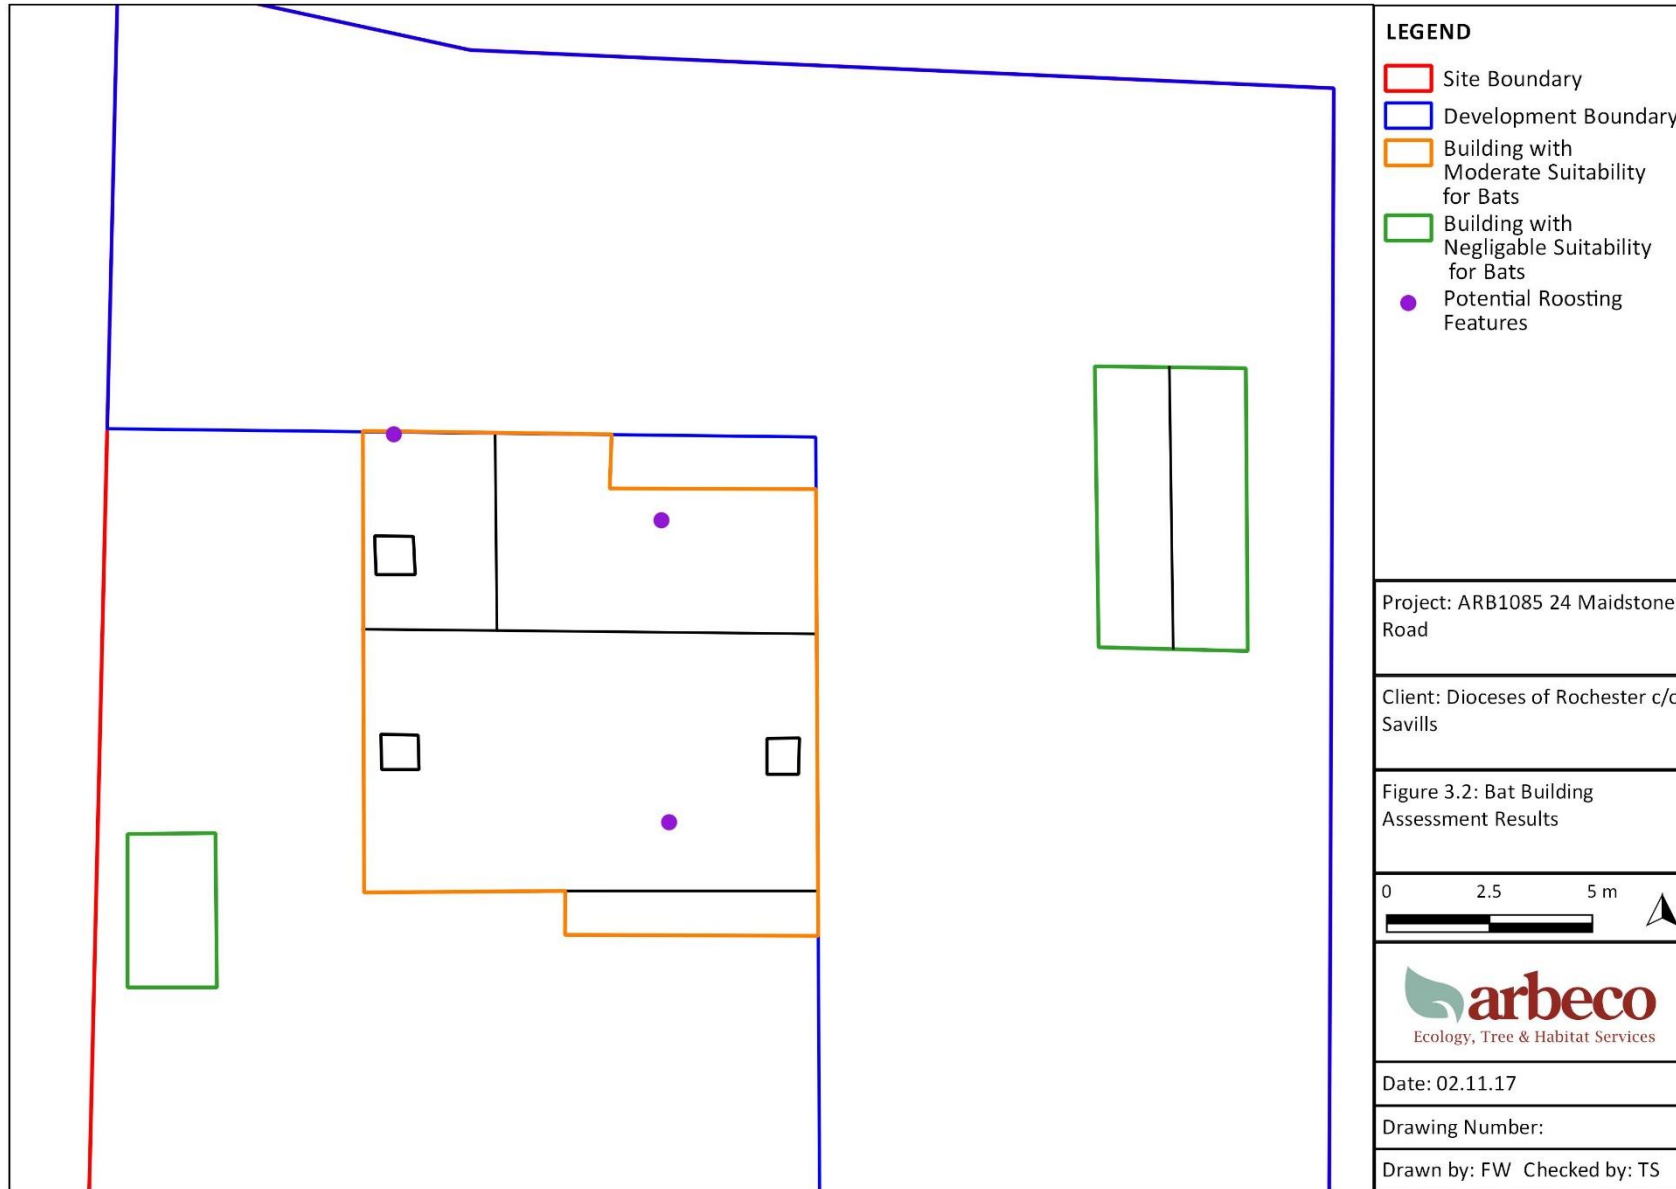 LEGEND
Site Boundary
Development Boundary
Building with
Moderate Suitability
for Bats
Building with
Negligable Suitability
for Bats
Potential Roosting
Features
Project: ARB1085 24 Maidstone
Road
Client: Dioceses of Rochester c/o
Savills
Figure 3.2: Bat Building
Assessment Results
0 2.5 5 m
arbeco
Ecology, Tree & Habitat Services
Date: 02.11.17
Drawing Number:
Drawn by: FW Checked by: TS